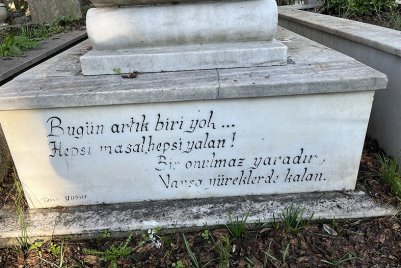 Bugün artık biri yok...
Hepsi masal, hepsi yalan!
Bir onulmaz yaradır,
Varsa yüreklerde kalan.